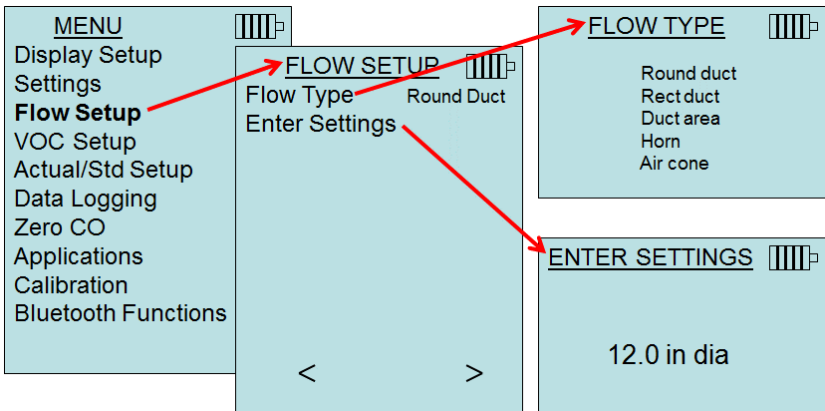 MENU
Display Setup
Settings
Flow Setup
VOC Setup
Actual/Std Setup
Data Logging
Zero CO
Applications
Calibration
Bluetooth Functions
FLOW SETUP
Flow Type Round Duct
Enter Settings
< >
FLOW TYPE
Round duct
Rect duct
Duct area
Horn
Air cone
ENTER SETTINGS
12.0 in dia